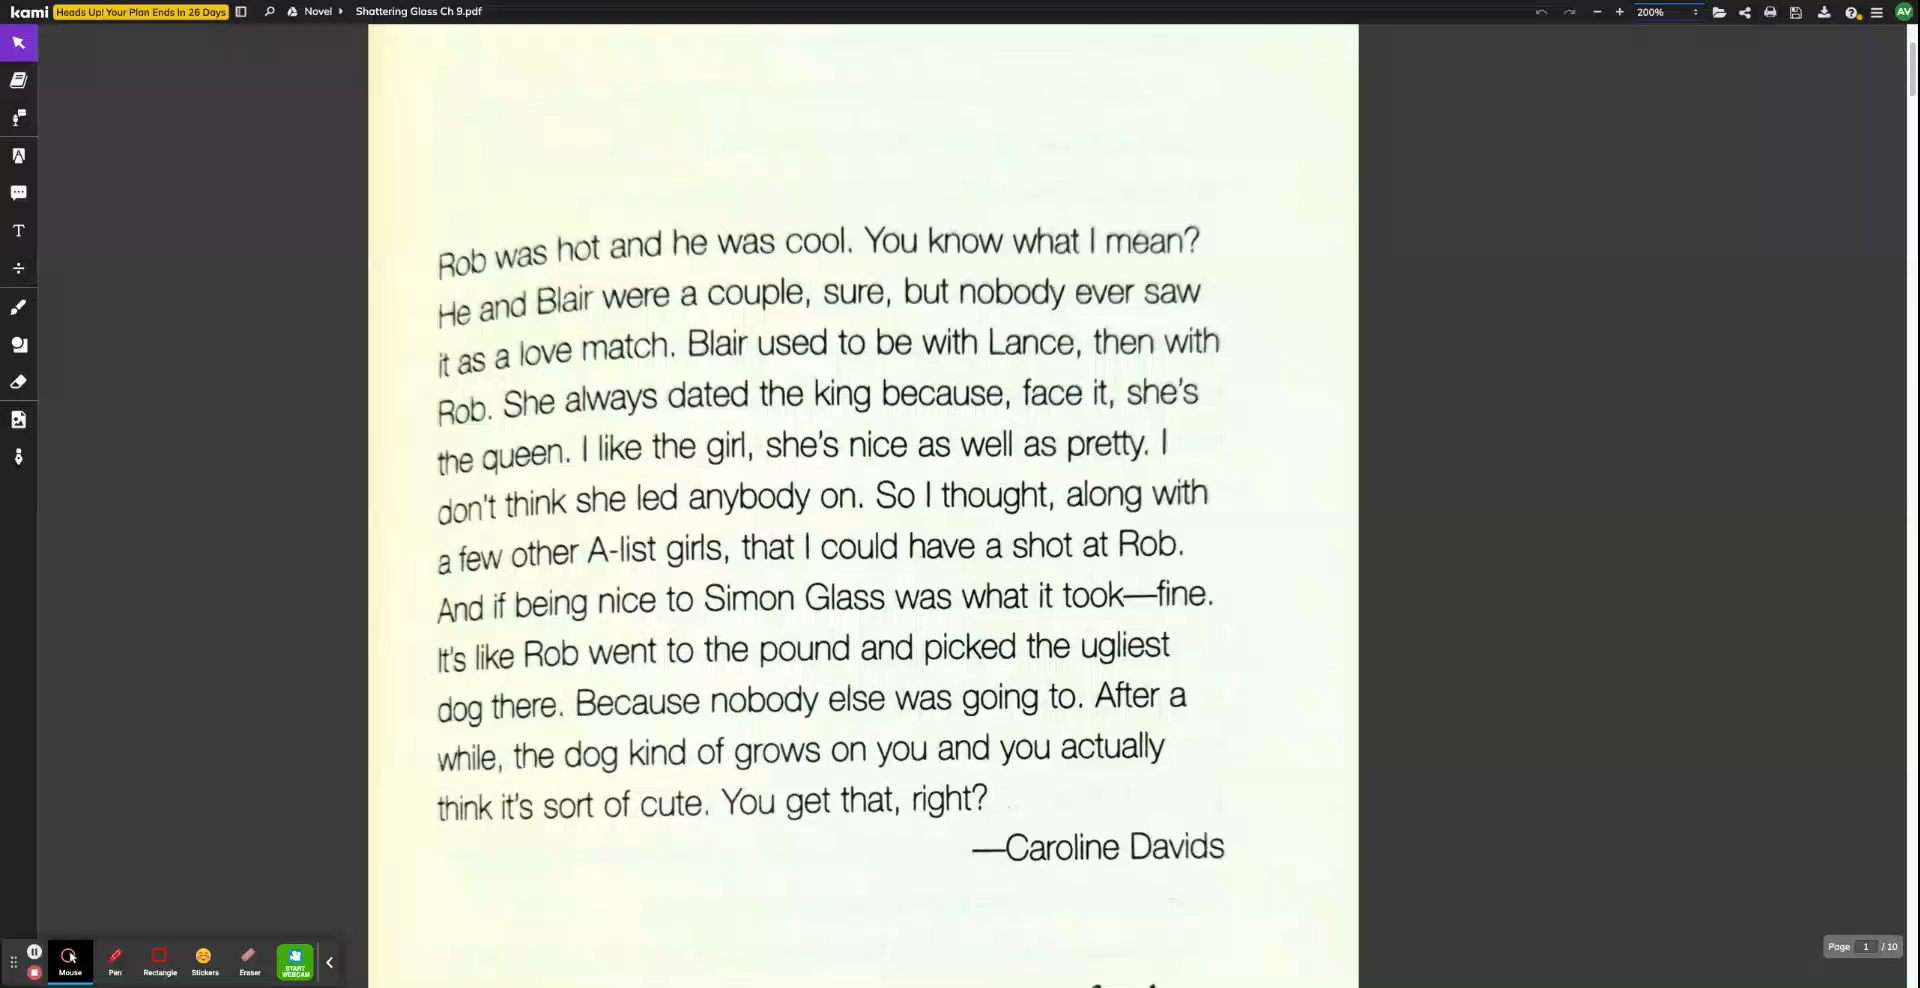 kami Heads Up! Your Plan Ends In 26 Days Novel Shattering Glass Ch 9.pdf 200% AV
Rob was hot and he was cool. You know what I mean?
He and Blair were a couple, sure, but nobody ever saw
it as a love match. Blair used to be with Lance, then with
Rob. She always dated the king because, face it, she's
the queen. I like the girl, she's nice as well as pretty. I
don't think she led anybody on. So I thought, along with
a few other A-list girls, that I could have a shot at Rob.
And if being nice to Simon Glass was what it took—fine.
It's like Rob went to the pound and picked the ugliest
dog there. Because nobody else was going to. After a
while, the dog kind of grows on you and you actually
think it's sort of cute. You get that, right?
—Caroline Davids
Page 1 / 10
Mouse Pen Rectangle Stickers Eraser START WEBCAM